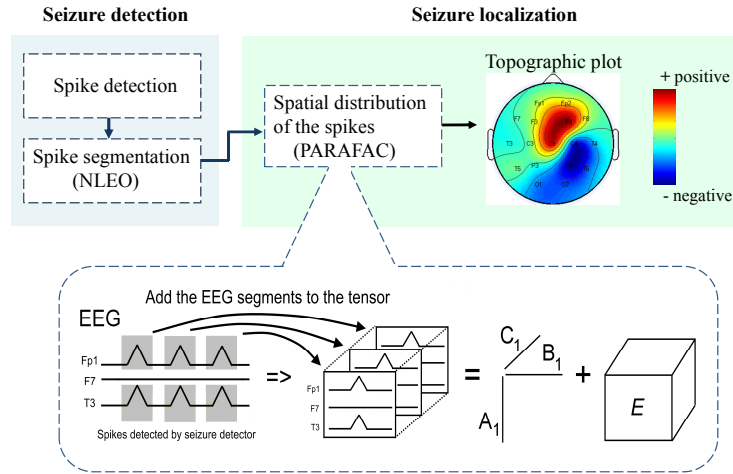 Seizure detection
Seizure localization
Spike detection
Spike segmentation
(NLEO)
Spatial distribution
of the spikes
(PARAFAC)
Topographic plot
+ positive
- negative
Fp1 Fp2
F7 F3 F4 F8
T3 C3 T4
T5 P3
O1 O2
Add the EEG segments to the tensor
EEG
Fp1
F7
T3
Spikes detected by seizure detector
=>
Fp1
F7
T3
=
C1
B1
A1
+
E